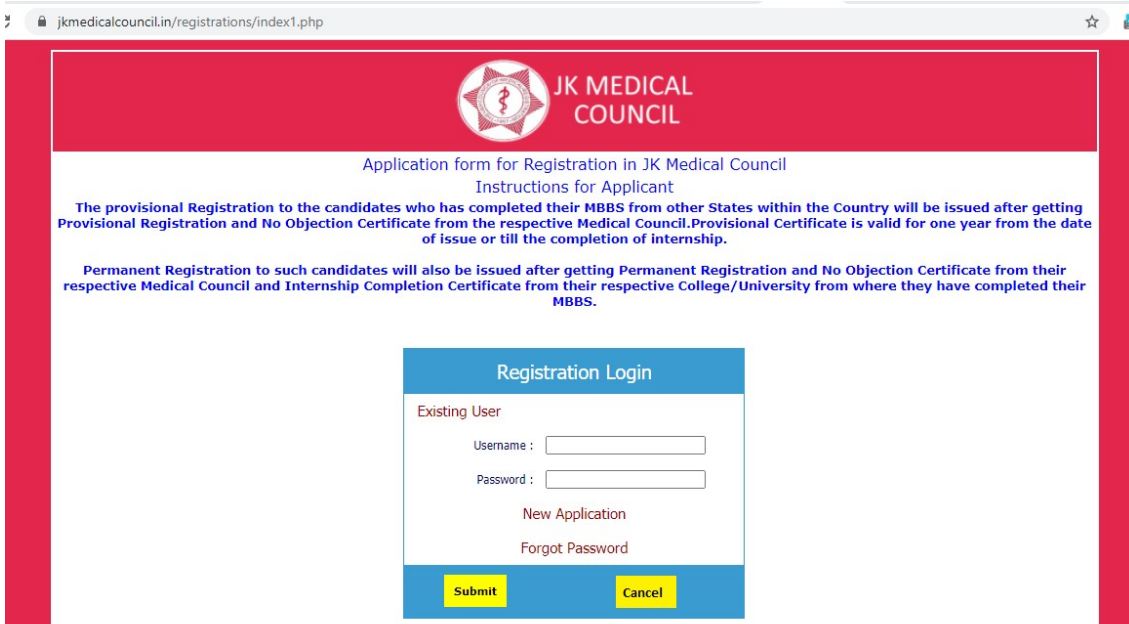 jkmedicalcouncil.in/registrations/index1.php
JK MEDICAL
COUNCIL
Application form for Registration in JK Medical Council
Instructions for Applicant
The provisional Registration to the candidates who has completed their MBBS from other States within the Country will be issued after getting
Provisional Registration and No Objection Certificate from the respective Medical Council.Provisional Certificate is valid for one year from the date
of issue or till the completion of internship.
Permanent Registration to such candidates will also be issued after getting Permanent Registration and No Objection Certificate from their
respective Medical Council and Internship Completion Certificate from their respective College/University from where they have completed their
MBBS.
Registration Login
Existing User
Username :
Password :
New Application
Forgot Password
Submit Cancel